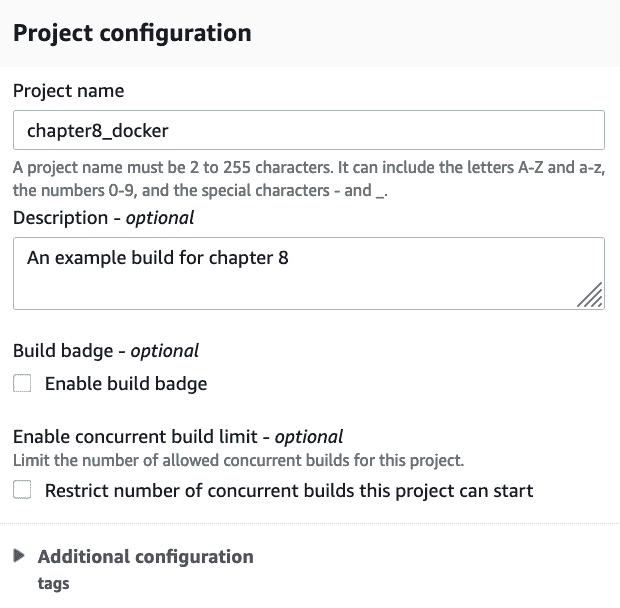 Project configuration
Project name
chapter8_docker
A project name must be 2 to 255 characters. It can include the letters A-Z and a-z,
the numbers 0-9, and the special characters - and _.
Description - optional
An example build for chapter 8
Build badge - optional
Enable build badge
Enable concurrent build limit - optional
Limit the number of allowed concurrent builds for this project.
Restrict number of concurrent builds this project can start
Additional configuration
tags